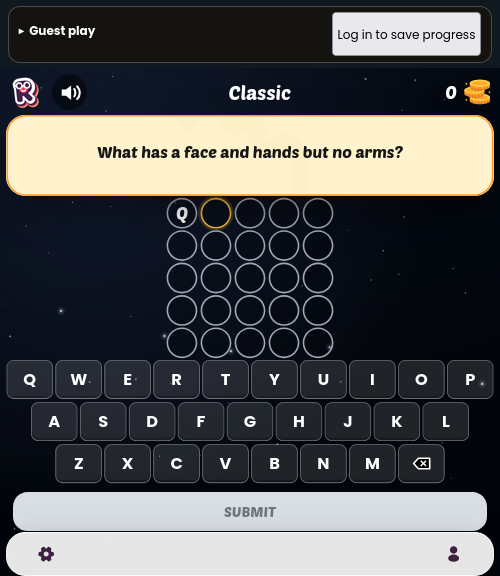 ▸ Guest play
Log in to save progress
R
Classic
0
What has a face and hands but no arms?
Q
Q W E R T Y U I O P
A S D F G H J K L
Z X C V B N M
SUBMIT